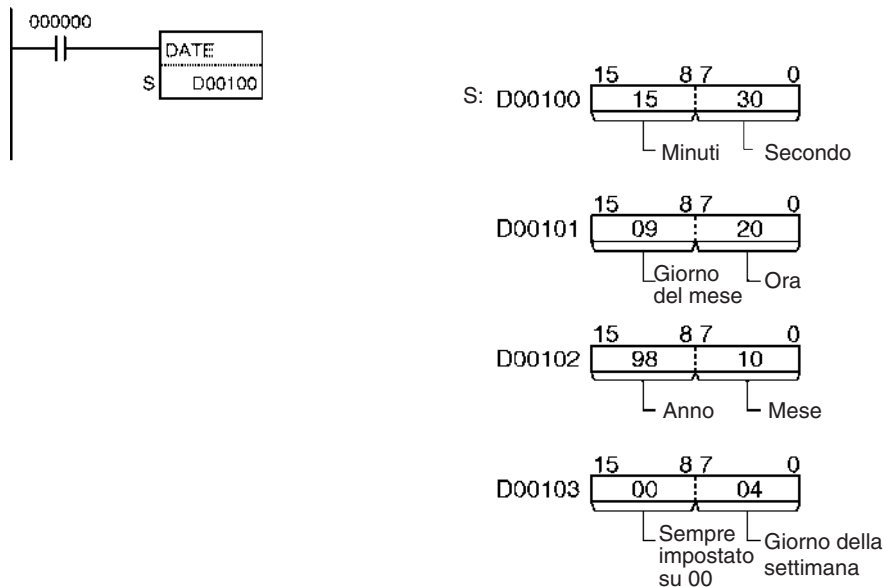 000000
DATE
S D00100
15 8 7 0
S: D00100 15 30
Minuti Secondo
15 8 7 0
D00101 09 20
Giorno del mese Ora
15 8 7 0
D00102 98 10
Anno Mese
15 8 7 0
D00103 00 04
Sempre impostato su 00 Giorno della settimana